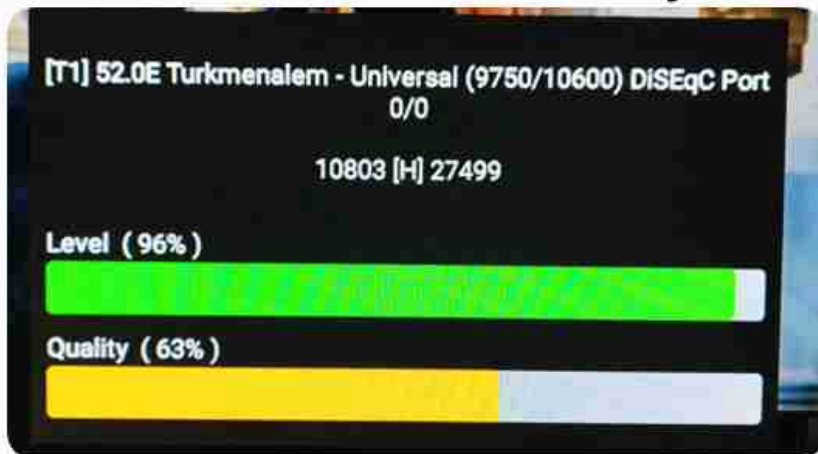 [T1] 52.0E Turkmenalem - Universal (9750/10600) DiSEqC Port
0/0
10803 [H] 27499
Level ( 96% )
Quality ( 63% )